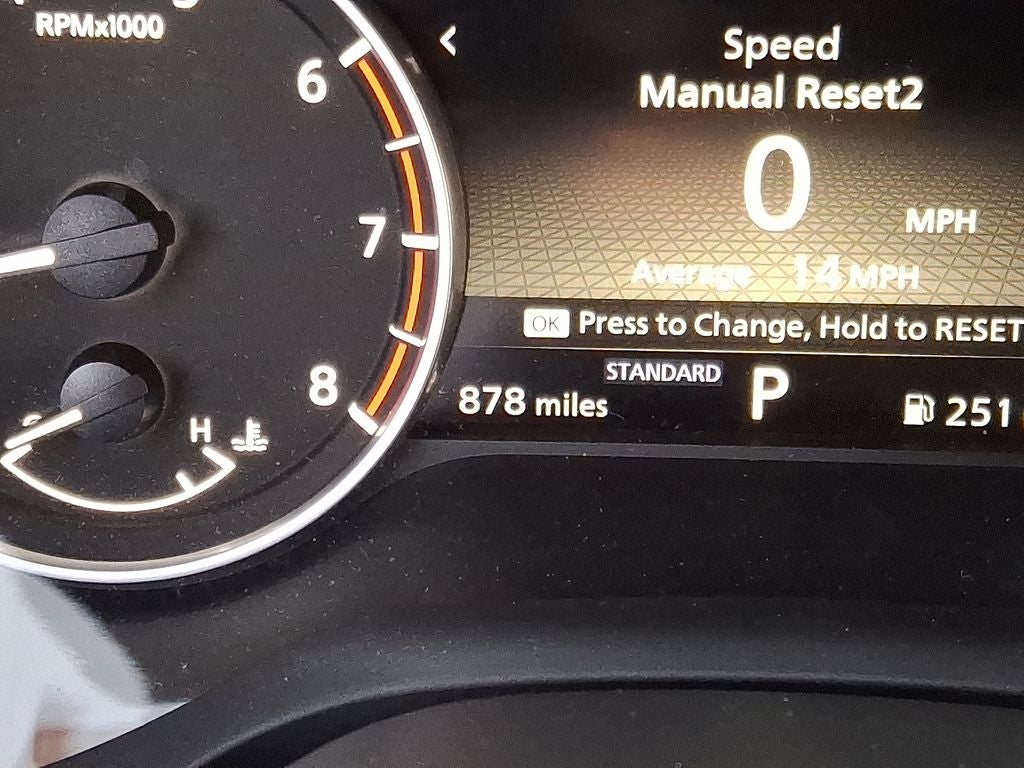 RPMx1000
6
7
8
H
<
Speed
Manual Reset2
0 MPH
Average 14 MPH
OK Press to Change, Hold to RESET
STANDARD
878 miles P 251